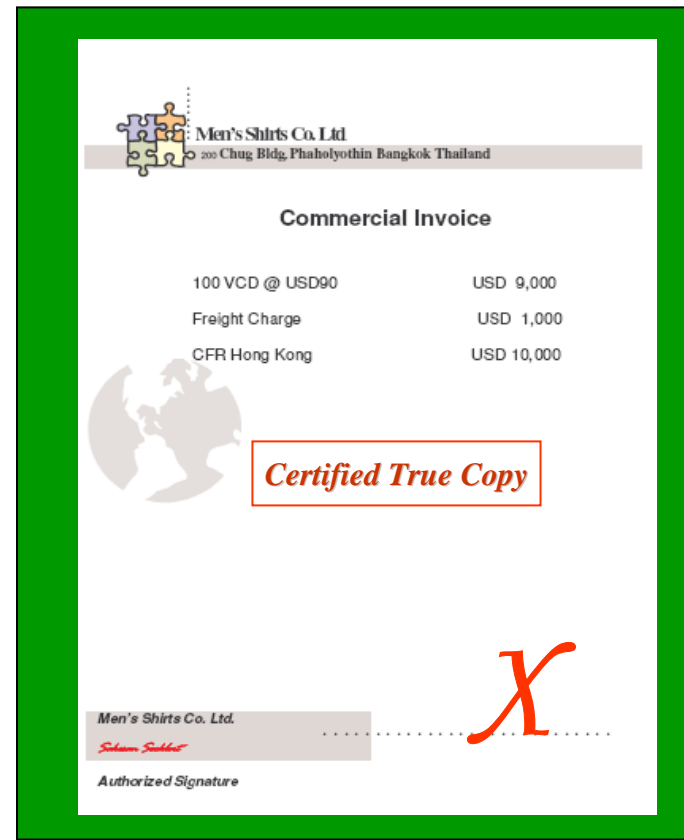 Men's Shirts Co. Ltd
200 Chug Bldg, Phaholyothin Bangkok Thailand
Commercial Invoice
100 VCD @ USD90 USD 9,000
Freight Charge USD 1,000
CFR Hong Kong USD 10,000
Certified True Copy
X
Men's Shirts Co. Ltd.
Authorized Signature